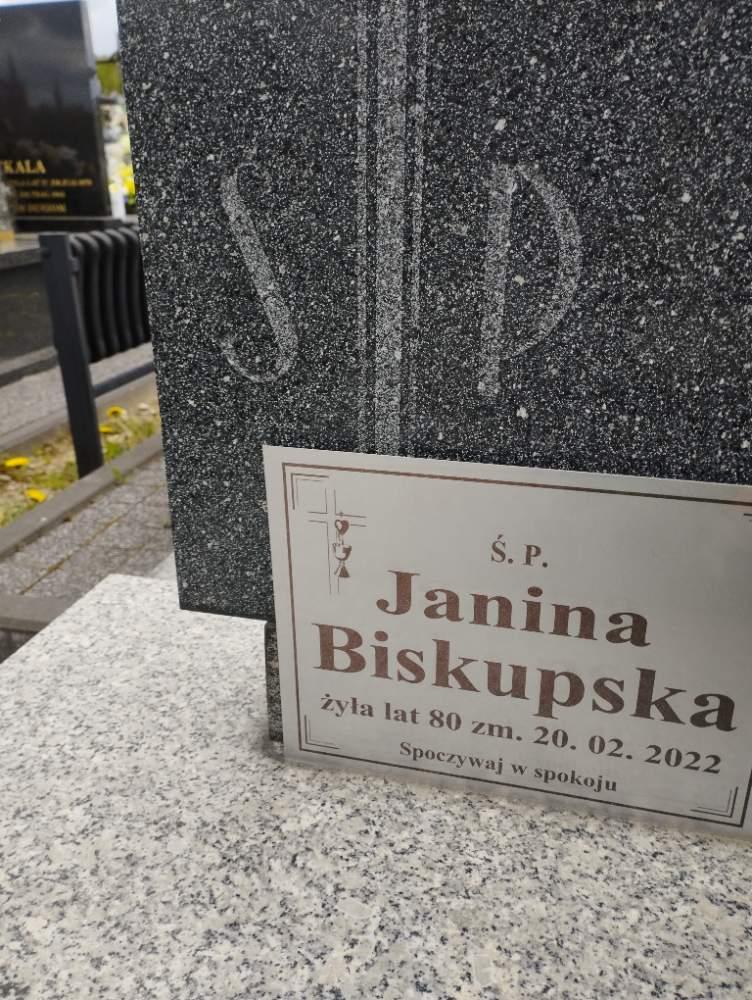 KALA
S P
Ś. P.
Janina
Biskupska
żyła lat 80 zm. 20. 02. 2022
Spoczywaj w spokoju